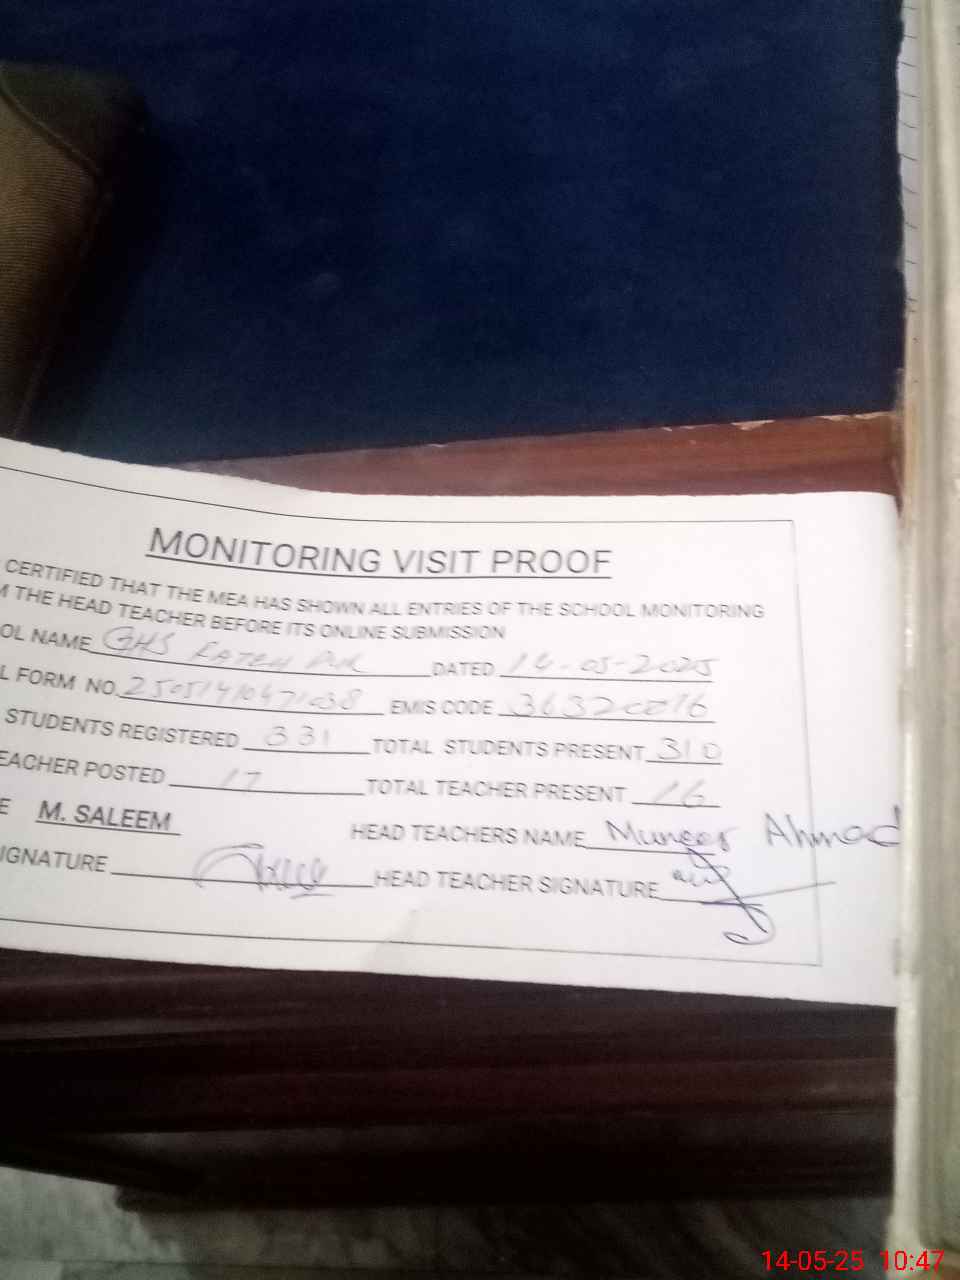 MONITORING VISIT PROOF
CERTIFIED THAT THE MEA HAS SHOWN ALL ENTRIES OF THE SCHOOL MONITORING
M THE HEAD TEACHER BEFORE ITS ONLINE SUBMISSION
OL NAME GHS DATED 14-05-2025
L FORM NO. EMIS CODE
STUDENTS REGISTERED 331 TOTAL STUDENTS PRESENT 310
EACHER POSTED 17 TOTAL TEACHER PRESENT 16
E M. SALEEM HEAD TEACHERS NAME Muneer Ahmad
IGNATURE HEAD TEACHER SIGNATURE
14-05-25 10:47